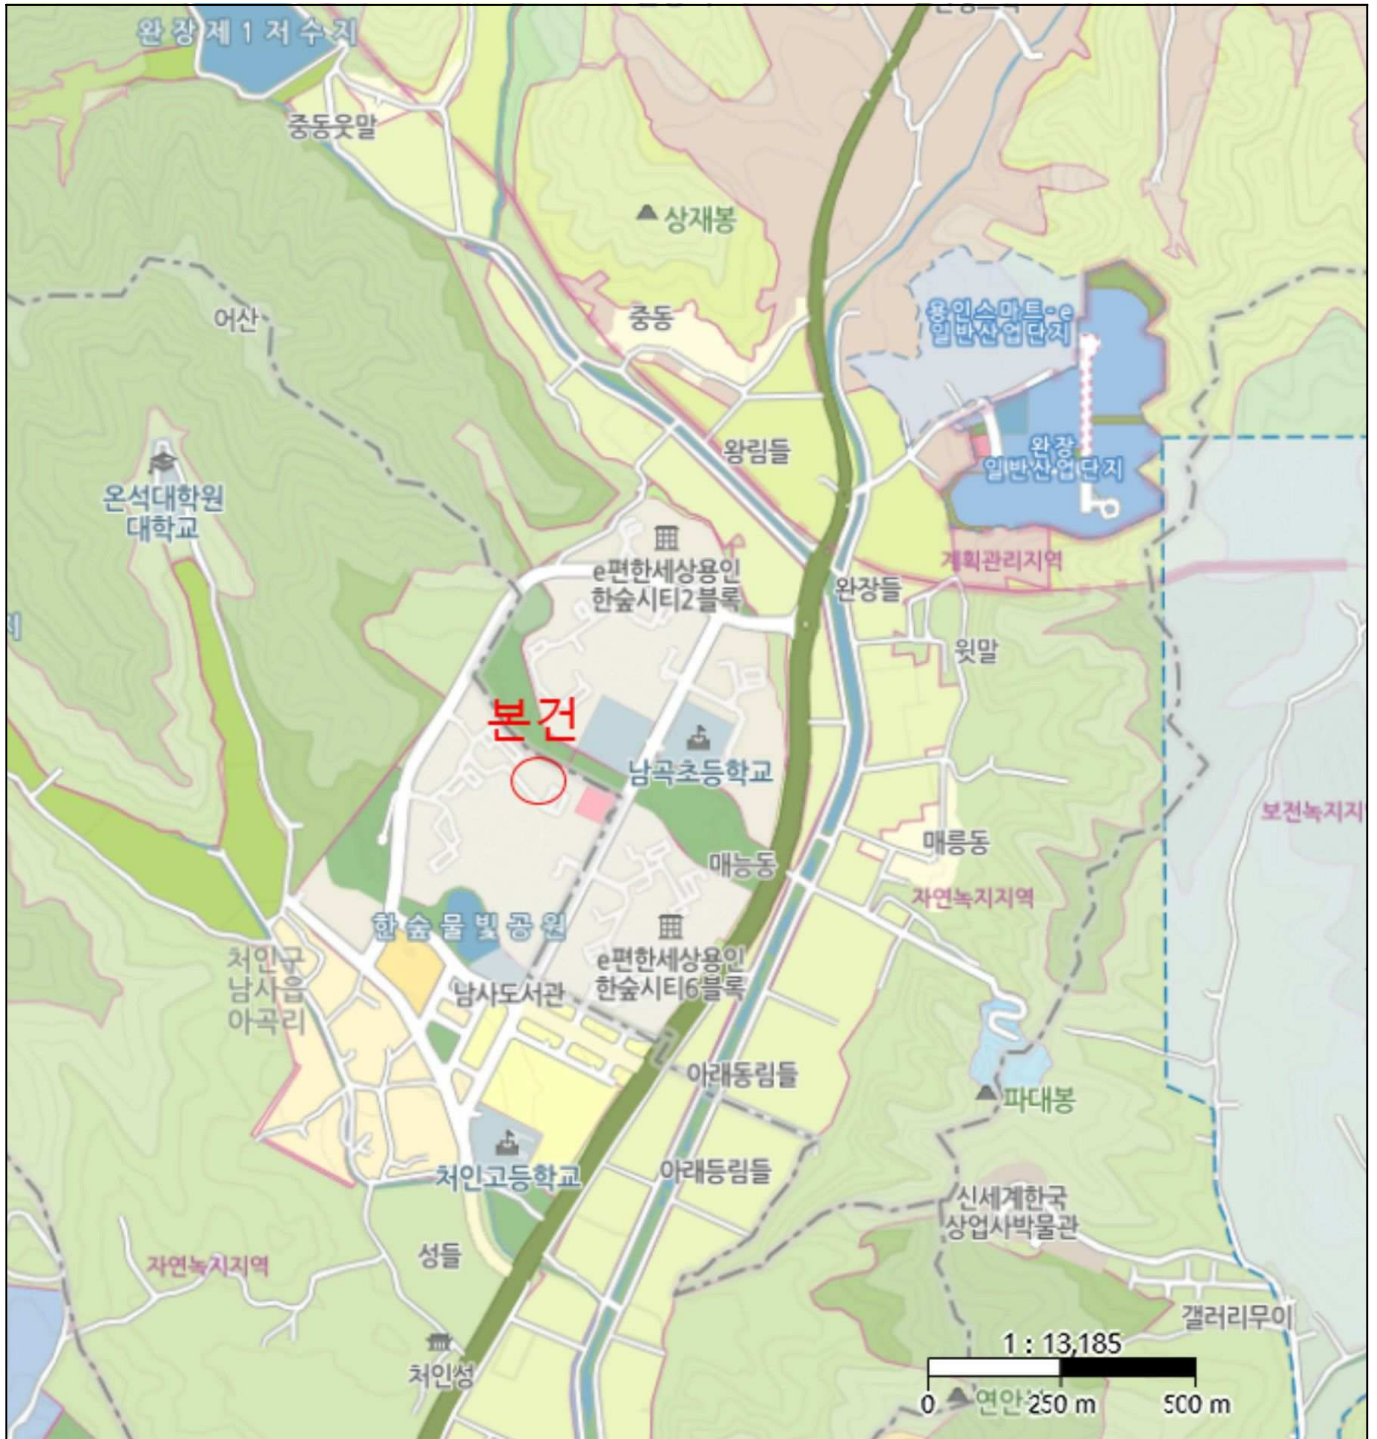 완장제1저수지
중동웃말
상재봉
어산
중동
용인스마트-e
일반산업단지
왕림들
완장
일반산업단지
온석대학원
대학교
e편한세상용인
한숲시티2블록
계획관리지역
완장들
윗말
본건
남곡초등학교
보전녹지지
매릉동
매능동
자연녹지지역
한숲물빛공원
처인구
남사읍
아곡리
남사도서관
e편한세상용인
한숲시티6블록
아래동림들
파대봉
아래등림들
처인고등학교
신세계한국
상업사박물관
성들
자연녹지지역
갤러리무이
1 : 13,185
처인성
연안
0
250 m
500 m